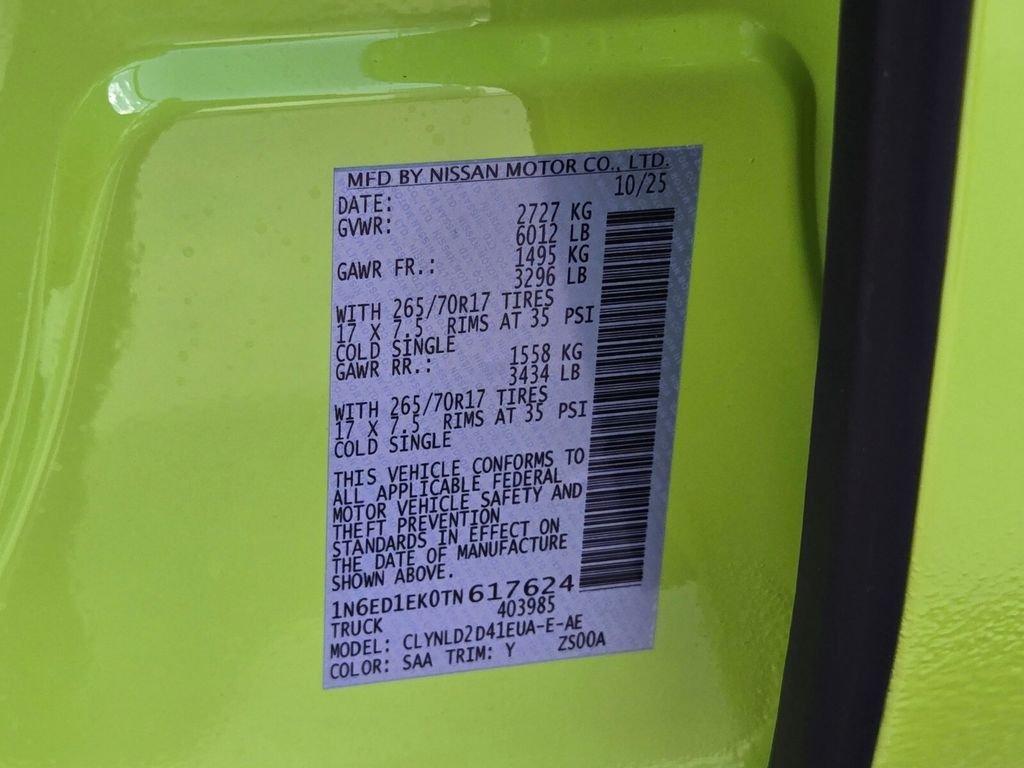 MFD BY NISSAN MOTOR CO., LTD.
DATE: 10/25
GVWR: 2727 KG
6012 LB
GAWR FR.: 1495 KG
3296 LB
WITH 265/70R17 TIRES
17 X 7.5 RIMS AT 35 PSI
COLD SINGLE
GAWR RR.: 1558 KG
3434 LB
WITH 265/70R17 TIRES
17 X 7.5 RIMS AT 35 PSI
COLD SINGLE
THIS VEHICLE CONFORMS TO
ALL APPLICABLE FEDERAL
MOTOR VEHICLE SAFETY AND
THEFT PREVENTION
STANDARDS IN EFFECT ON
THE DATE OF MANUFACTURE
SHOWN ABOVE.
1N6ED1EK0TN617624
TRUCK 403985
MODEL: CLYNLD2D41EUA-E-AE
COLOR: SAA TRIM: Y ZS00A